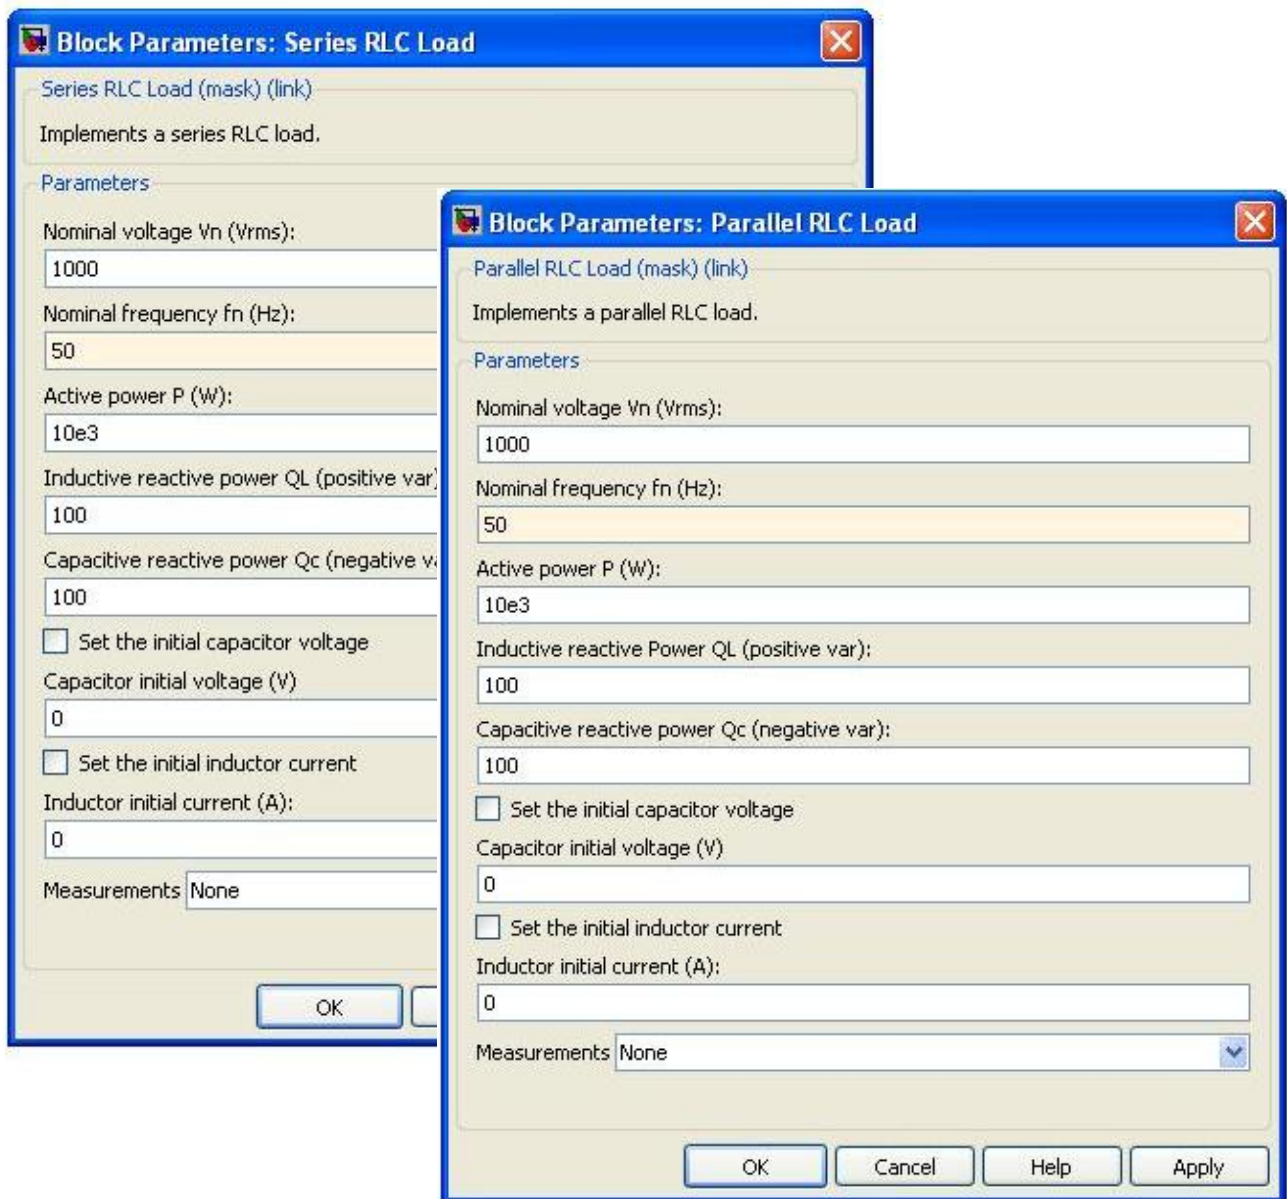 Block Parameters: Series RLC Load
Series RLC Load (mask) (link)
Implements a series RLC load.
Parameters
Nominal voltage Vn (Vrms):
1000
Nominal frequency fn (Hz):
50
Active power P (W):
10e3
Inductive reactive power QL (positive var)
100
Capacitive reactive power Qc (negative
100
Set the initial capacitor voltage
Capacitor initial voltage (V)
0
Set the initial inductor current
Inductor initial current (A):
0
Measurements None
OK
Block Parameters: Parallel RLC Load
Parallel RLC Load (mask) (link)
Implements a parallel RLC load.
Parameters
Nominal voltage Vn (Vrms):
1000
Nominal frequency fn (Hz):
50
Active power P (W):
10e3
Inductive reactive Power QL (positive var):
100
Capacitive reactive power Qc (negative var):
100
Set the initial capacitor voltage
Capacitor initial voltage (V)
0
Set the initial inductor current
Inductor initial current (A):
0
Measurements None
OK Cancel Help Apply